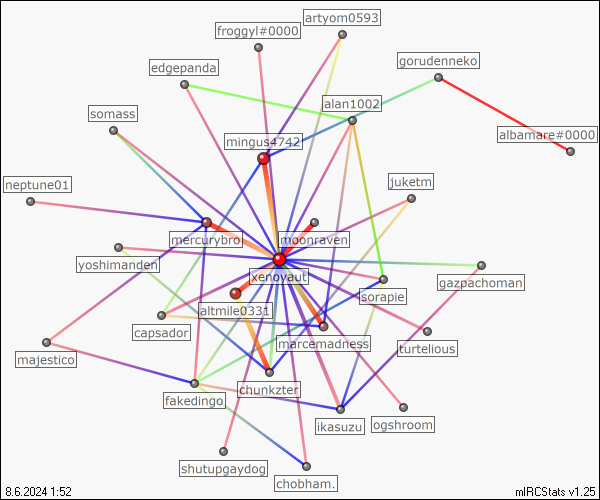 artyom0593
froggyl#0000
gorudenneko
edgepanda
alan1002
somass
albamare#0000
mingus4742
juketm
neptune01
mercurybro
moonraven
yoshimanden
xenoyaut
gazpachoman
sorapie
altmile0331
capsador
marcemadness
turtelious
majestico
chunkzter
fakedingo
ikasuzu
ogshroom
shutupgaydog
chobham.
8.6.2024 1:52
mIRCStats v1.25